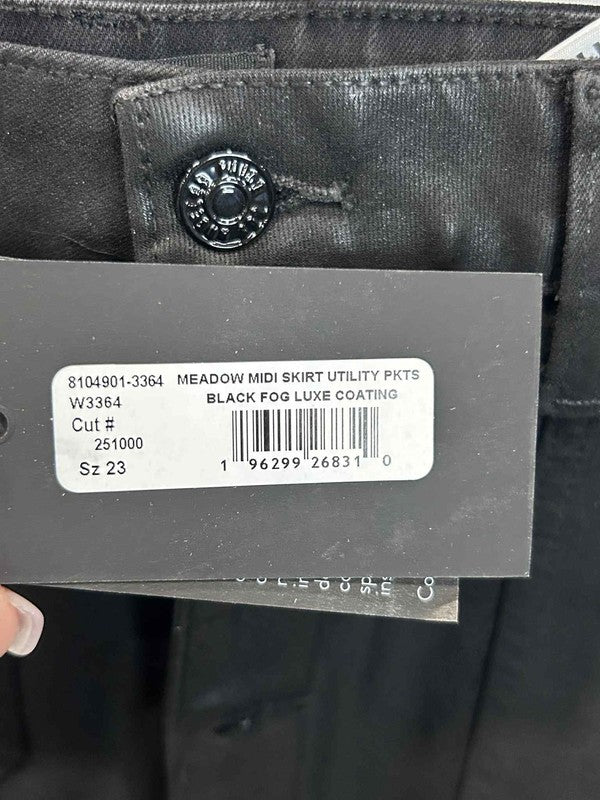 8104901-3364 MEADOW MIDI SKIRT UTILITY PKTS
W3364 BLACK FOG LUXE COATING
Cut #
251000
Sz 23
1 96299 26831 0